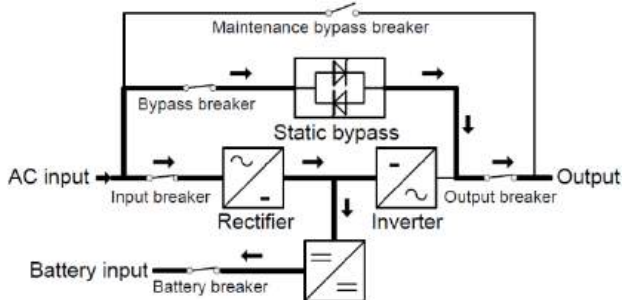 Maintenance bypass breaker
Bypass breaker
Static bypass
AC input
Input breaker
Rectifier
Inverter
Output breaker
Output
Battery input
Battery breaker